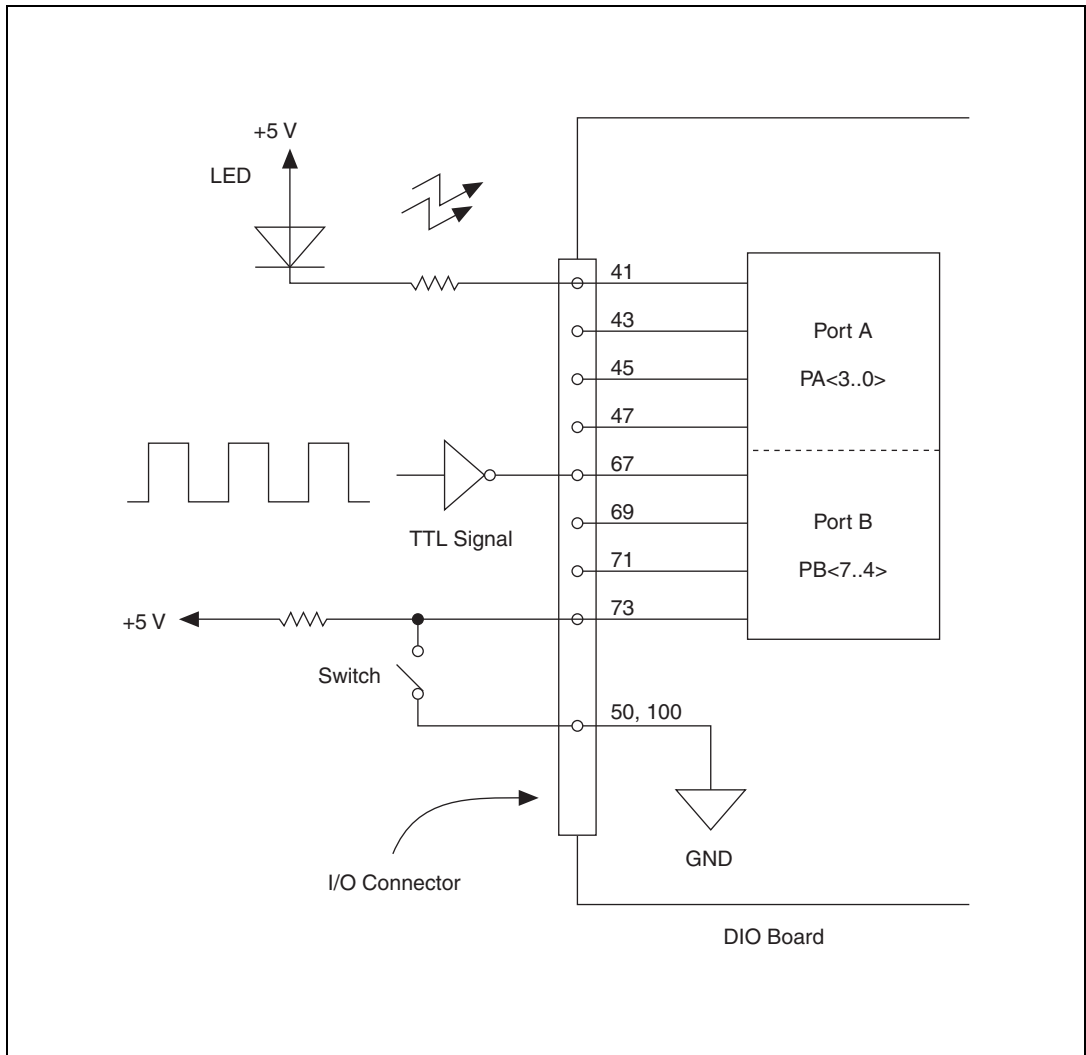 +5 V
LED
41
43
Port A
45
PA<3..0>
47
67
69
TTL Signal
Port B
71
PB<7..4>
73
+5 V
Switch
50, 100
GND
I/O Connector
DIO Board